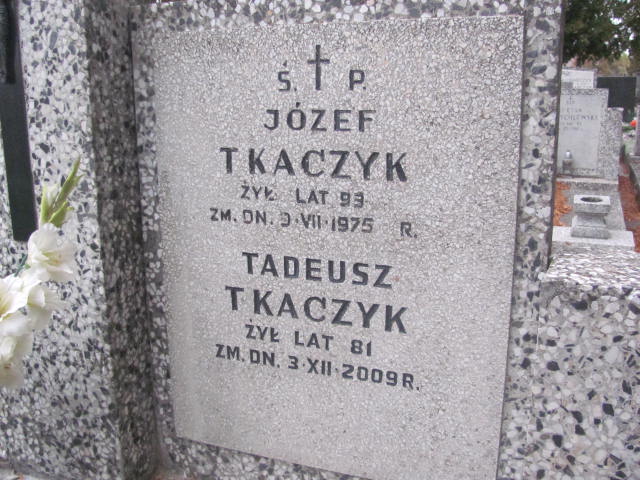 Ś. P.
JÓZEF
TKACZYK
ŻYŁ LAT 93
ZM. DN. 9·VII·1975 R.
TADEUSZ
TKACZYK
ŻYŁ LAT 81
ZM. DN. 3·XII·2009 R.